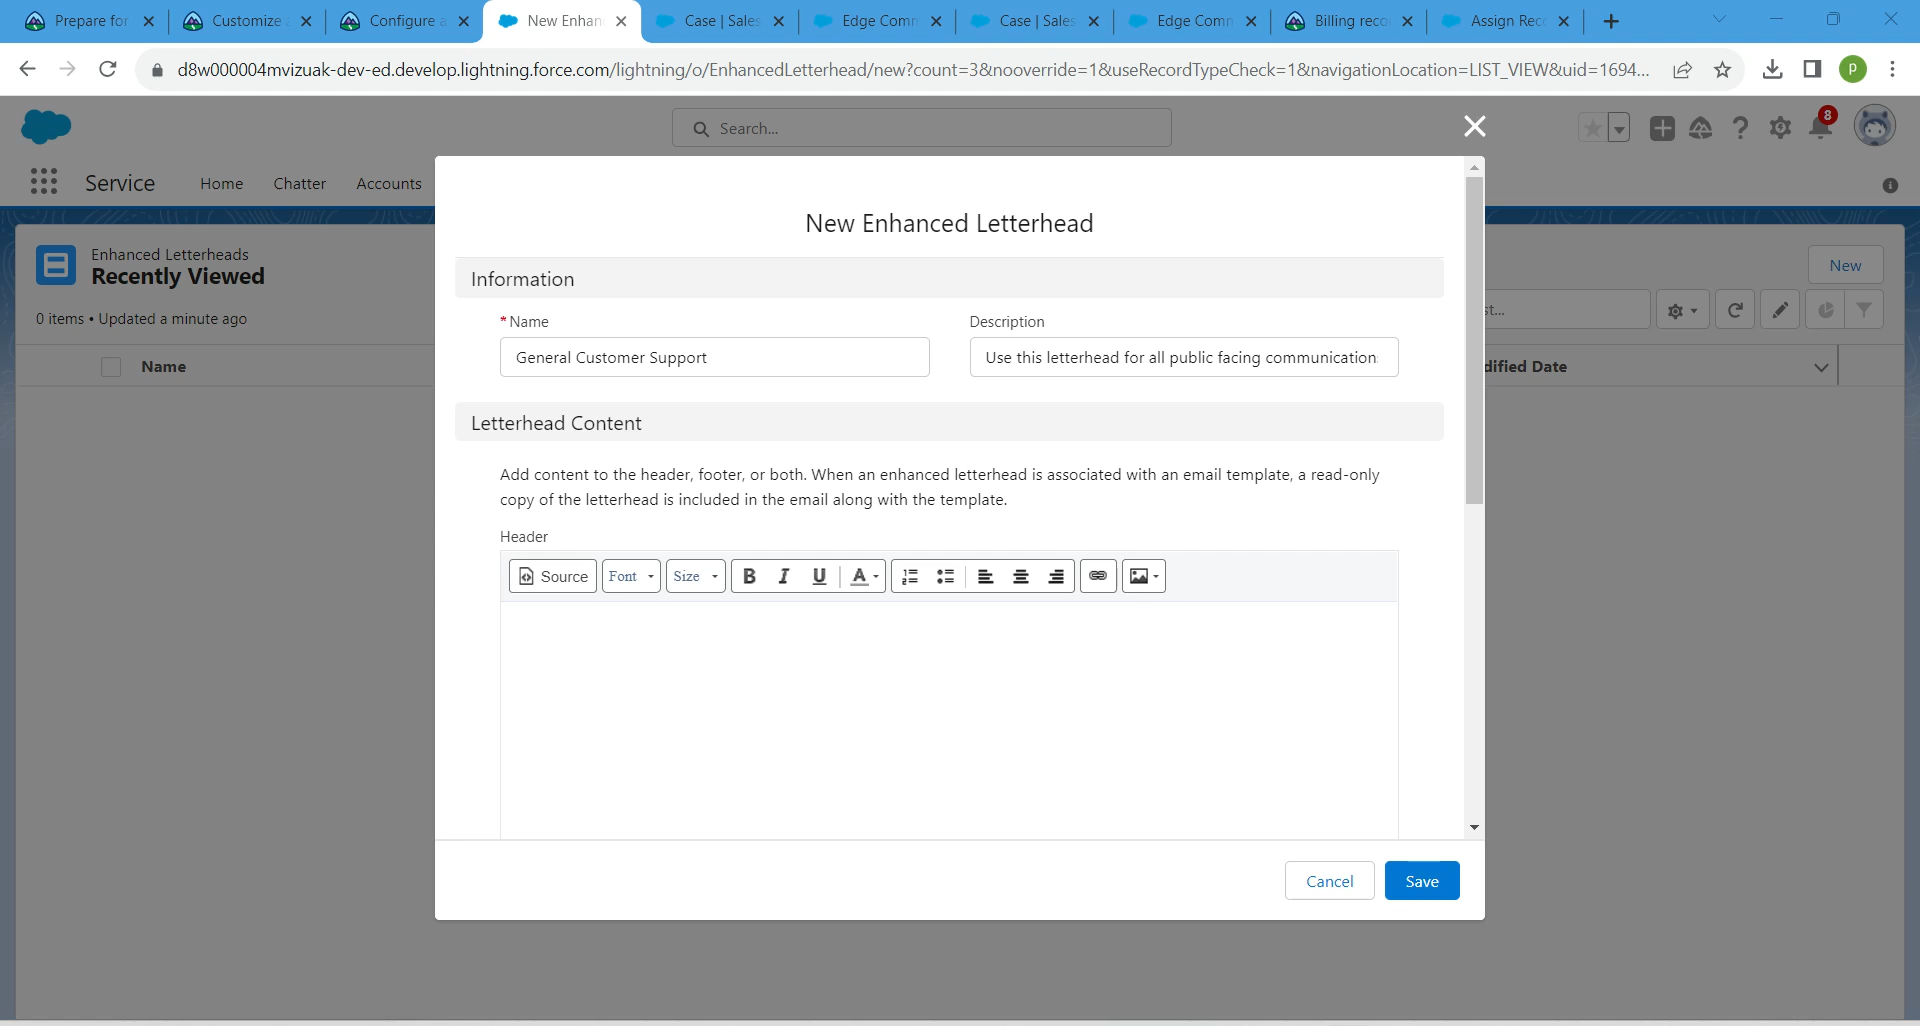 Prepare for
Customize
Configure a
New Enhan
Case | Sales
Edge Comm
Case | Sales
Edge Comm
Billing reco
Assign Rec
d8w000004mvizuak-dev-ed.develop.lightning.force.com/lightning/o/EnhancedLetterhead/new?count=3&nooverride=1&useRecordTypeCheck=1&navigationLocation=LIST_VIEW&uid=1694...
P
Search...
8
Service
Home
Chatter
Accounts
Enhanced Letterheads
Recently Viewed
0 items • Updated a minute ago
Name
New
st...
dified Date
New Enhanced Letterhead
Information
*Name
Description
General Customer Support
Use this letterhead for all public facing communication
Letterhead Content
Add content to the header, footer, or both. When an enhanced letterhead is associated with an email template, a read-only
copy of the letterhead is included in the email along with the template.
Header
Source
Font
Size
B I U A
Cancel
Save